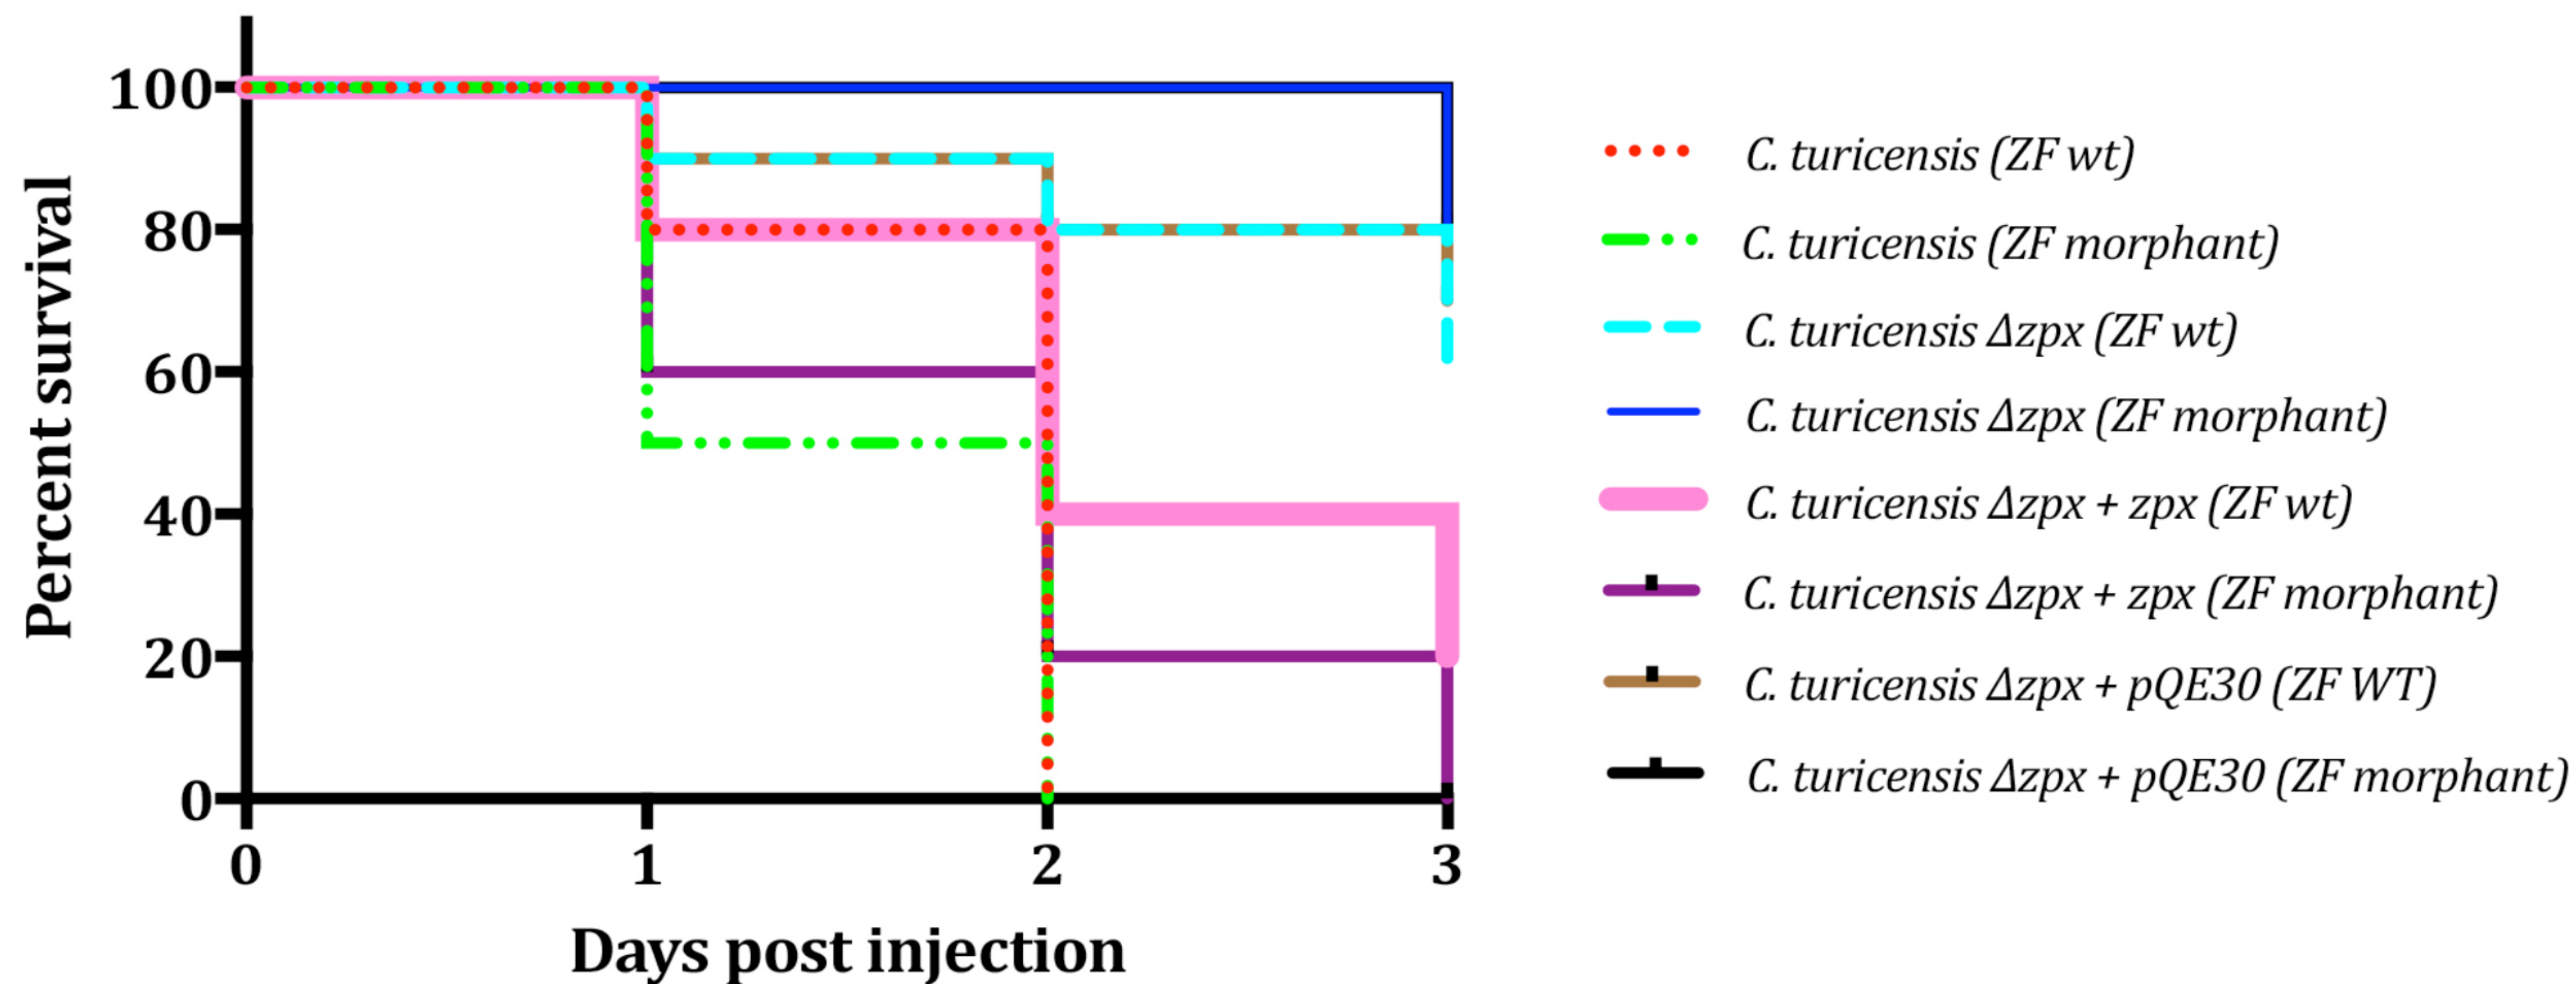 Percent survival
100
80
60
40
20
0
0 1 2 3
Days post injection
C. turicensis (ZF wt)
C. turicensis (ZF morphant)
C. turicensis Δzpx (ZF wt)
C. turicensis Δzpx (ZF morphant)
C. turicensis Δzpx + zpx (ZF wt)
C. turicensis Δzpx + zpx (ZF morphant)
C. turicensis Δzpx + pQE30 (ZF WT)
C. turicensis Δzpx + pQE30 (ZF morphant)